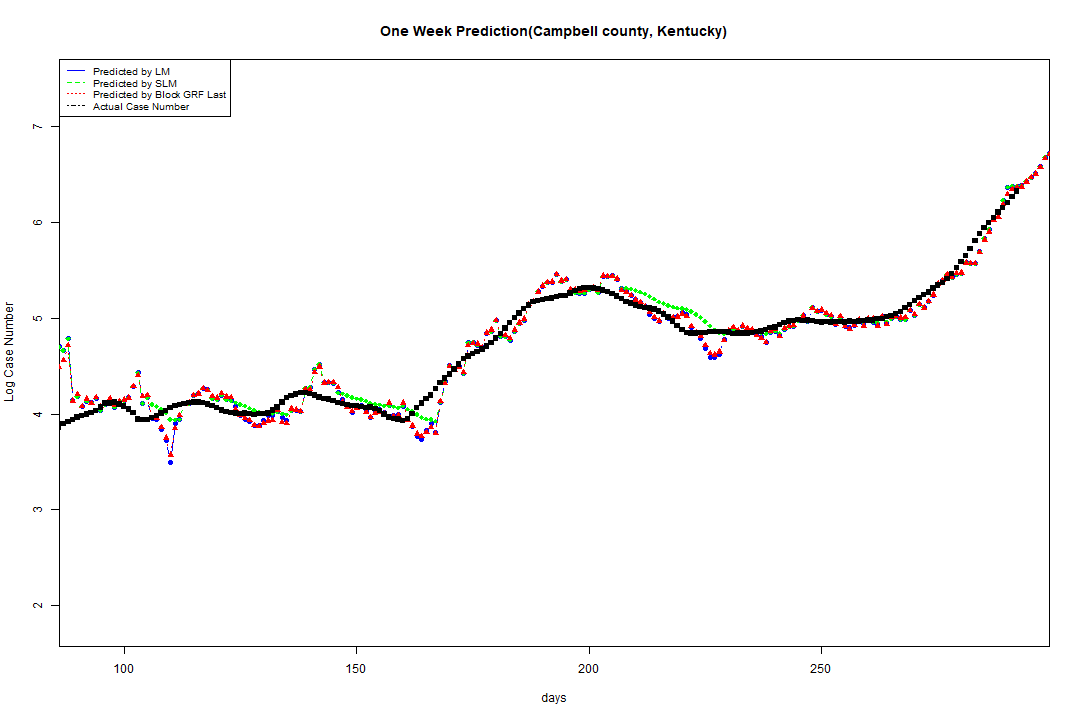 One Week Prediction(Campbell county, Kentucky)
Predicted by LM
Predicted by SLM
Predicted by Block GRF Last
Actual Case Number
7
6
5
4
3
2
Log Case Number
100 150 200 250
days